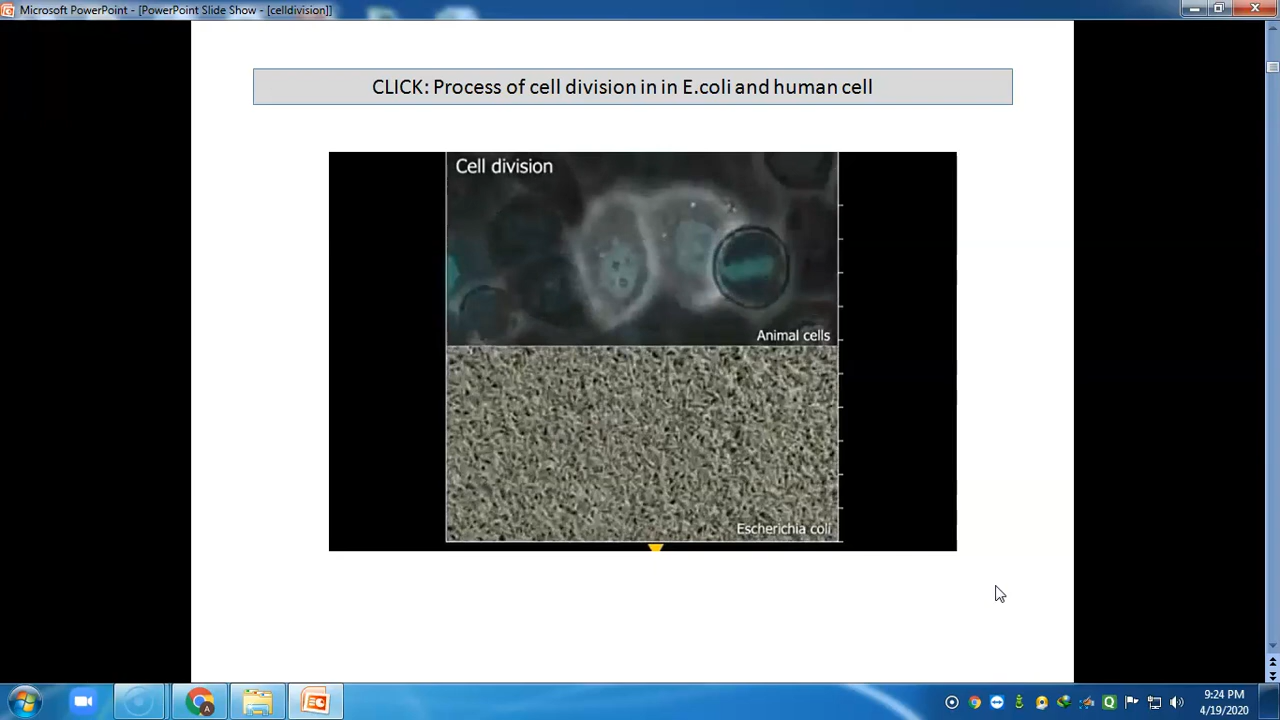 Microsoft PowerPoint - [PowerPoint Slide Show - [celldivision]]
CLICK: Process of cell division in in E.coli and human cell
Cell division
Animal cells
Escherichia coli
9:24 PM
4/19/2020